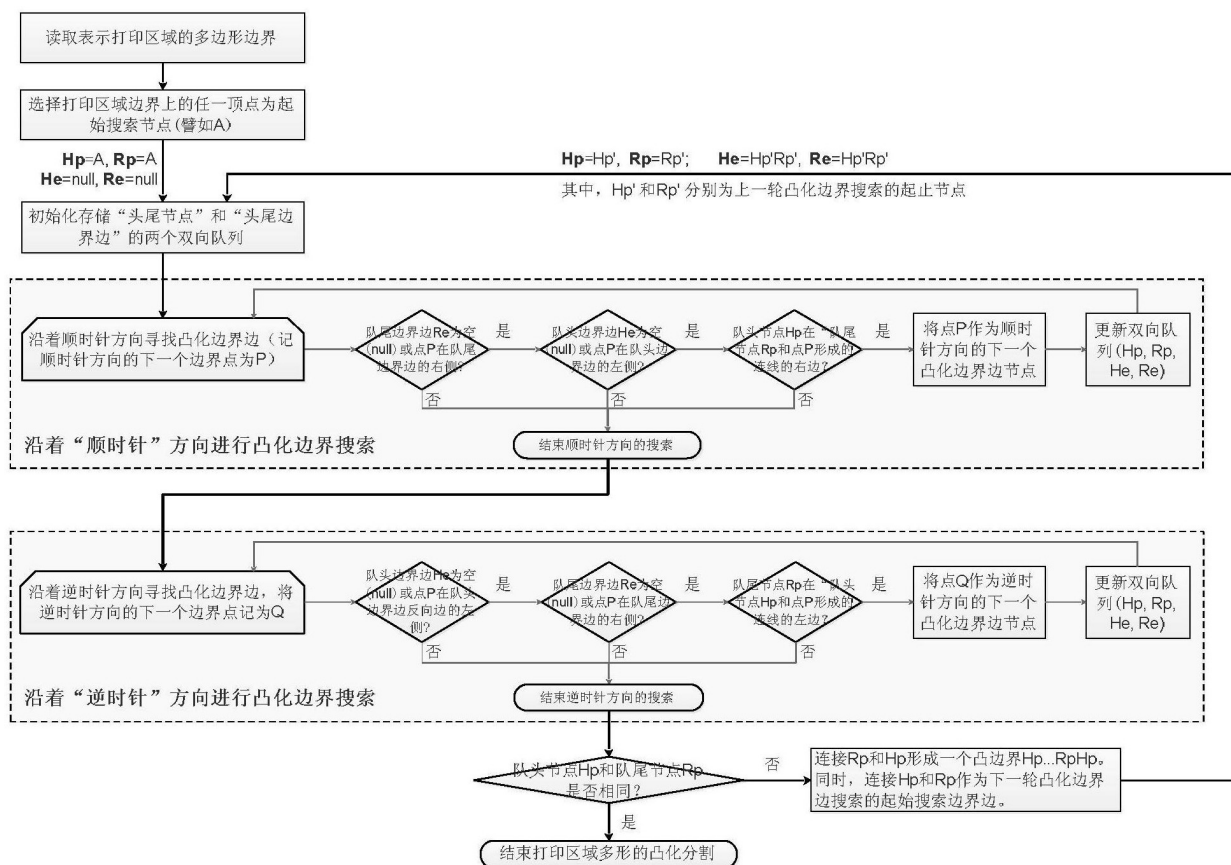 读取表示打印区域的多边形边界
选择打印区域边界上的任一顶点为起
始搜索节点(譬如A)
Hp=A, Rp=A
He=null, Re=null
Hp=Hp', Rp=Rp'; He=Hp'Rp', Re=Hp'Rp'
其中，Hp'和Rp'分别为上一轮凸化边界搜索的起止节点
初始化存储“头尾节点”和“头尾边
界边”的两个双向队列
沿着顺时针方向寻找凸化边界边（记
顺时针方向的下一个边界点为P）
队尾边界边Re为空
(null)或点P在队尾
边界边的右侧?
是
否
队头边界边He为空
(null)或点P在队头边
界边的左侧?
是
否
队头节点Hp在“队尾
节点Rp和点P形成的
连线的右边?
是
否
将点P作为顺时
针方向的下一个
凸化边界边节点
更新双向队
列(Hp, Rp,
He, Re)
结束顺时针方向的搜索
沿着“顺时针”方向进行凸化边界搜索
沿着逆时针方向寻找凸化边界边，将
逆时针方向的下一个边界点记为Q
队头边界边He为空
(null)或点P在队头
边界边反向边的左
侧?
是
否
队尾边界边Re为空
(null)或点P在队尾边
界边的右侧?
是
否
队尾节点Rp在“队头
节点Hp和点P形成的
连线的左边?
是
否
将点Q作为逆时
针方向的下一个
凸化边界边节点
更新双向队
列(Hp, Rp,
He, Re)
结束逆时针方向的搜索
沿着“逆时针”方向进行凸化边界搜索
队头节点Hp和队尾节点Rp
是否相同?
否
是
连接Rp和Hp形成一个凸边界Hp...RpHp。
同时，连接Hp和Rp作为下一轮凸化边界
边搜索的起始搜索边界边。
结束打印区域多形的凸化分割